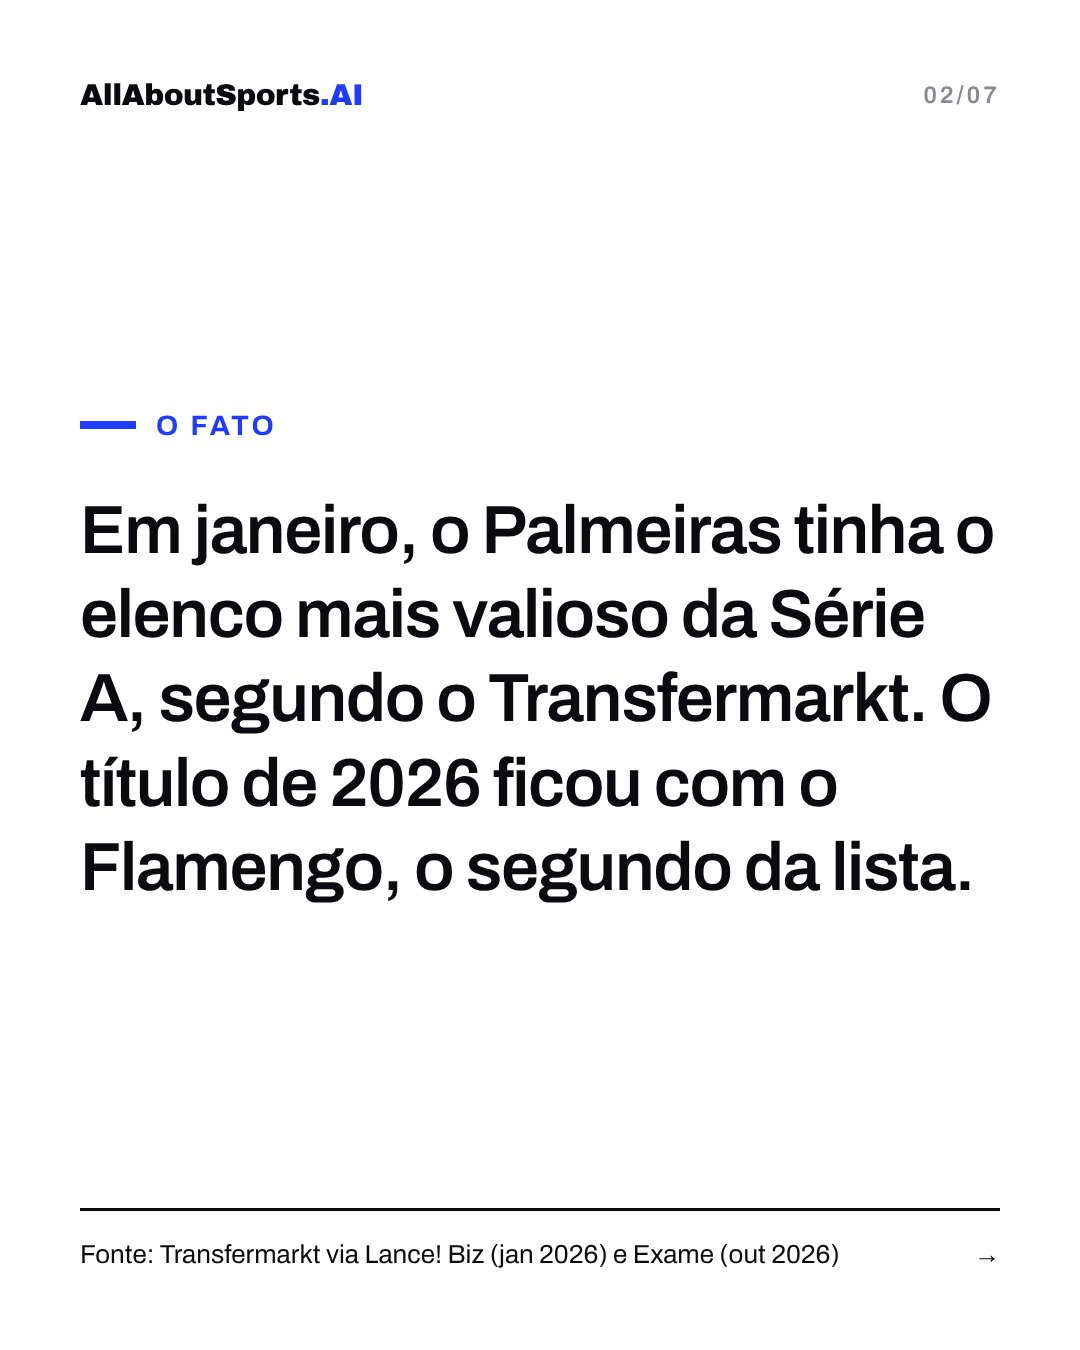 AllAboutSports.AI
02/07
O FATO
Em janeiro, o Palmeiras tinha o
elenco mais valioso da Série
A, segundo o Transfermarkt. O
título de 2026 ficou com o
Flamengo, o segundo da lista.
Fonte: Transfermarkt via Lance! Biz (jan 2026) e Exame (out 2026) →